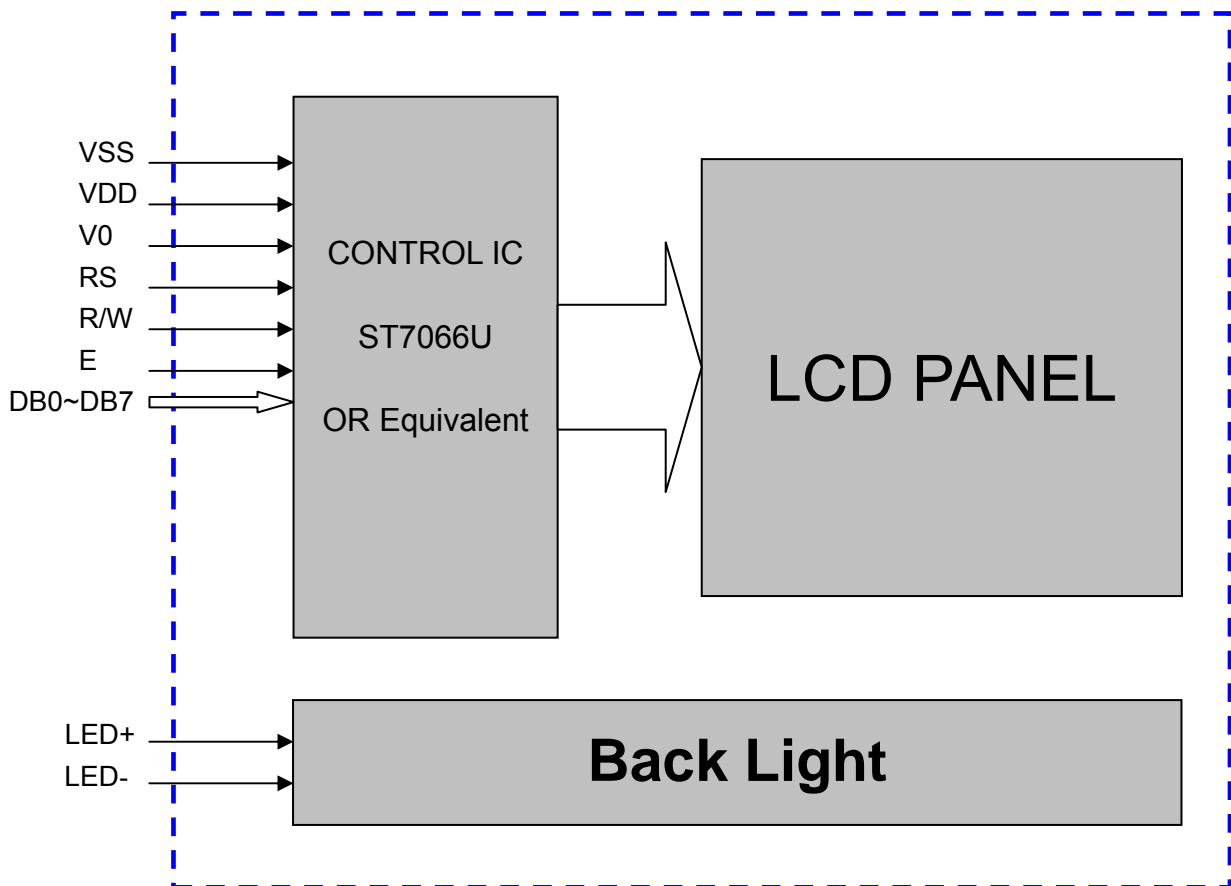 VSS
VDD
V0
RS
R/W
E
DB0~DB7
CONTROL IC
ST7066U
OR Equivalent
LCD PANEL
LED+
LED-
Back Light